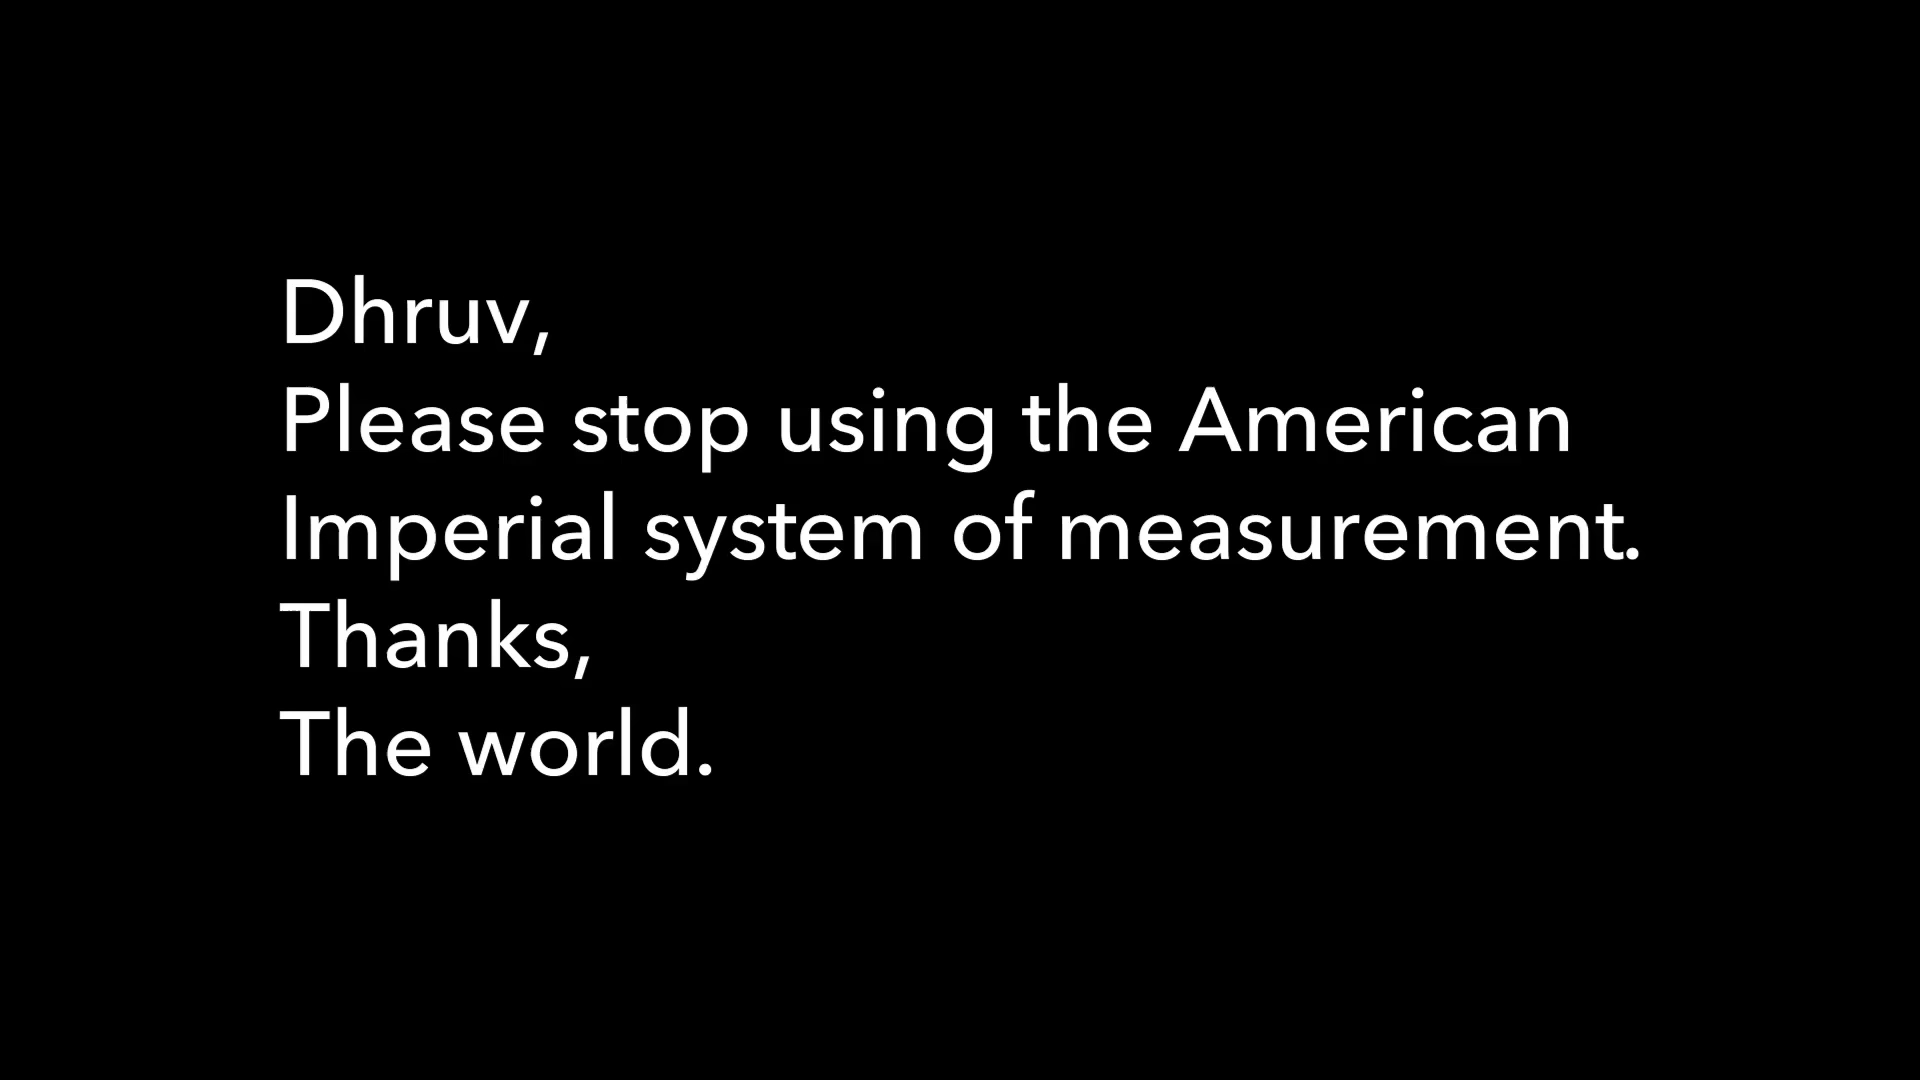 Dhruv,
Please stop using the American
Imperial system of measurement.
Thanks,
The world.